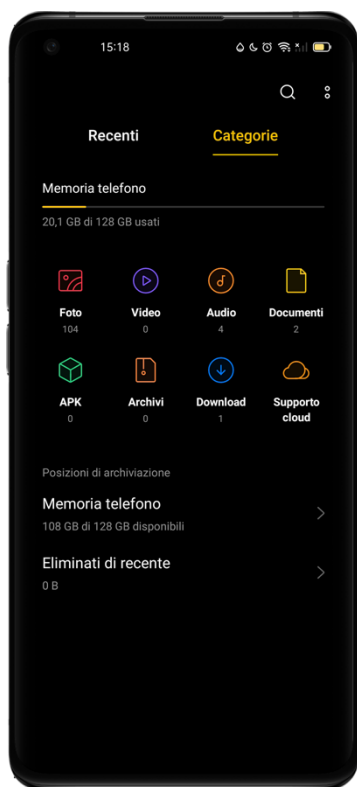 15:18
Recenti Categorie
Memoria telefono
20,1 GB di 128 GB usati
Foto Video Audio Documenti
104 0 4 2
APK Archivi Download Supporto cloud
0 0 1
Posizioni di archiviazione
Memoria telefono
108 GB di 128 GB disponibili
Eliminati di recente
0 B